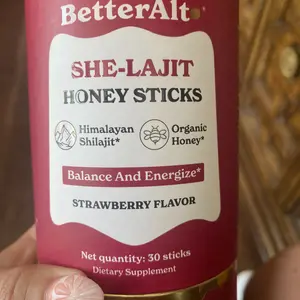 BetterAlt
SHE-LAJIT
HONEY STICKS
Himalayan Shilajit*
Organic Honey*
Balance And Energize*
STRAWBERRY FLAVOR
Net quantity: 30 sticks
Dietary Supplement